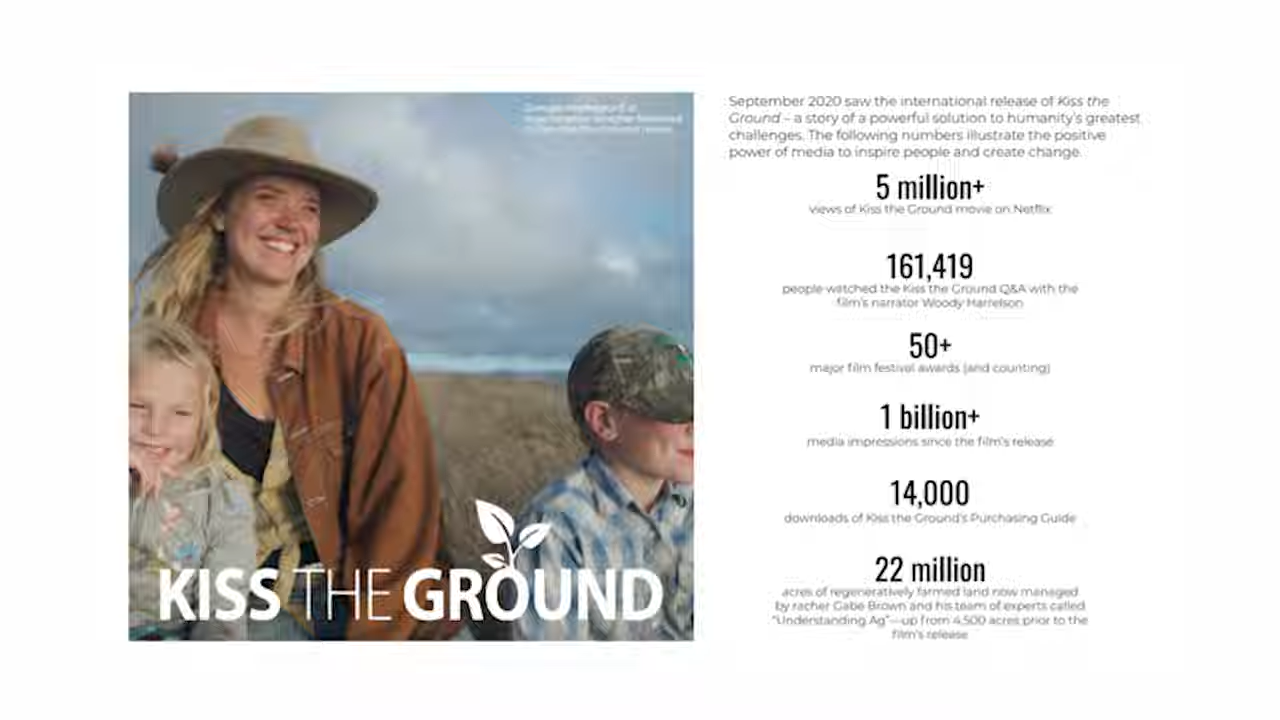 KISS THE GROUND
September 2020 saw the international release of Kiss the
Ground – a story of a powerful solution to humanity's greatest
challenges. The following numbers illustrate the positive
power of media to inspire people and create change.
5 million+
views of Kiss the Ground movie on Netflix
161,419
people watched the Kiss the Ground Q&A with the
film's narrator Woody Harrelson
50+
major film festival awards (and counting)
1 billion+
media impressions since the film's release
14,000
downloads of Kiss the Ground's Purchasing Guide
22 million
acres of regeneratively farmed land now managed
by racher Gabe Brown and his team of experts called
"Understanding Ag"—up from 4,500 acres prior to the
film's release